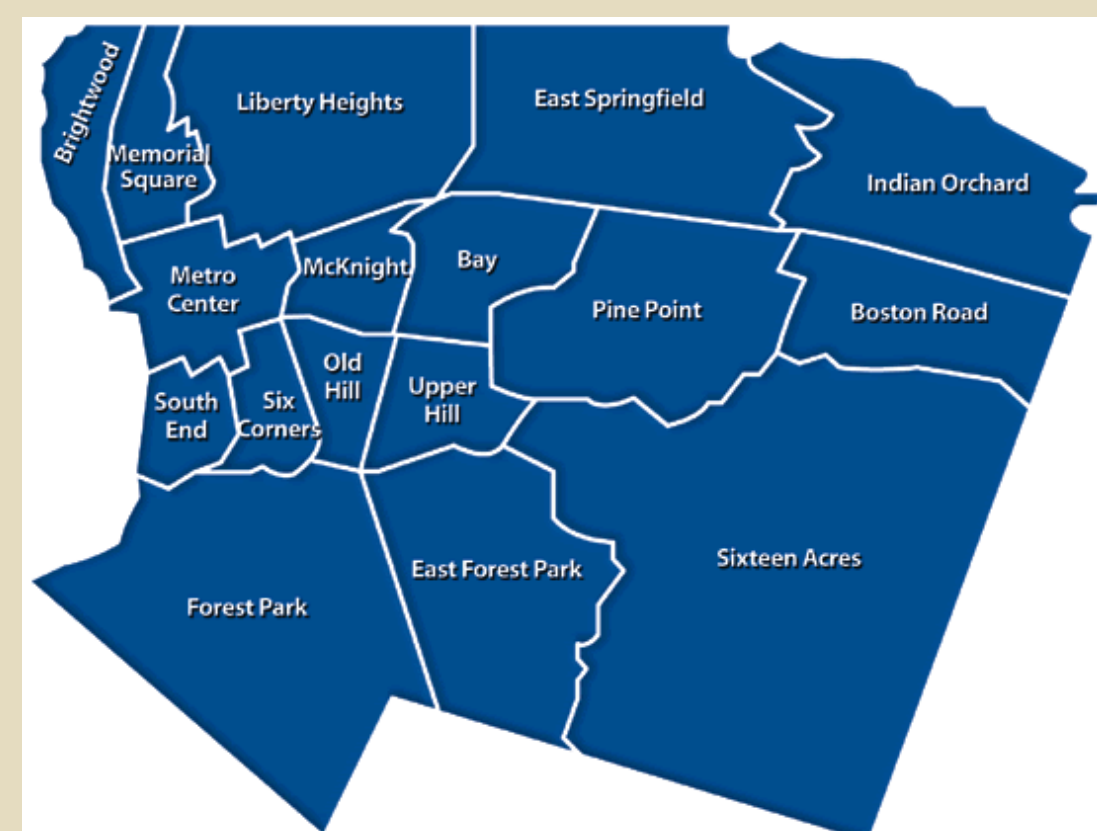 Brightwood
Memorial
Square
Liberty Heights
East Springfield
Indian Orchard
Metro
Center
McKnight
Bay
Pine Point
Boston Road
South
End
Six
Corners
Old
Hill
Upper
Hill
Forest Park
East Forest Park
Sixteen Acres